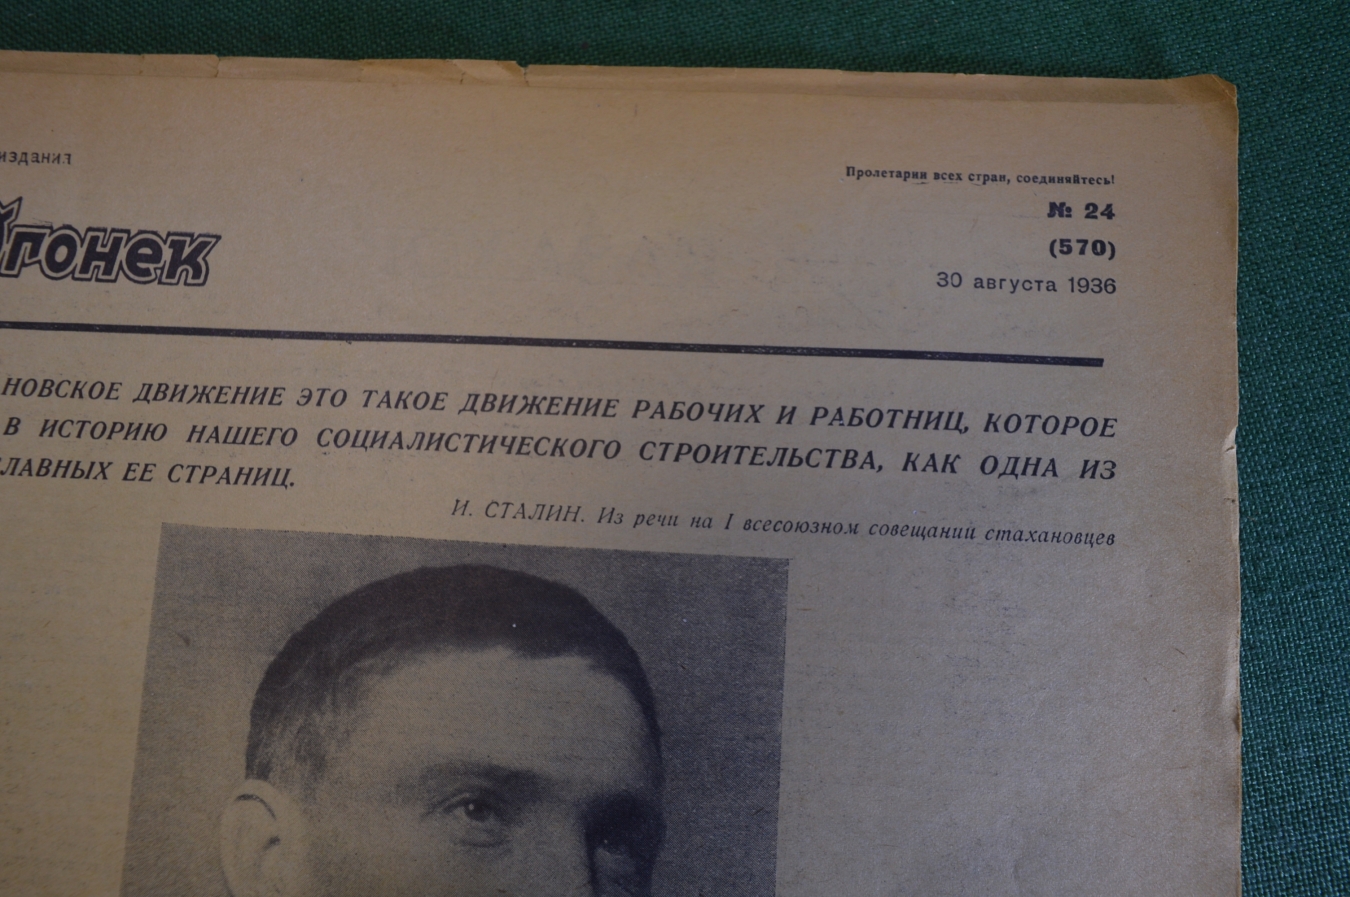 издания
Огонек
Пролетарии всех стран, соединяйтесь!
№ 24
(570)
30 августа 1936
НОВСКОЕ ДВИЖЕНИЕ ЭТО ТАКОЕ ДВИЖЕНИЕ РАБОЧИХ И РАБОТНИЦ, КОТОРОЕ
В ИСТОРИЮ НАШЕГО СОЦИАЛИСТИЧЕСКОГО СТРОИТЕЛЬСТВА, КАК ОДНА ИЗ
СЛАВНЫХ ЕЕ СТРАНИЦ.
И. СТАЛИН. Из речи на I всесоюзном совещании стахановцев